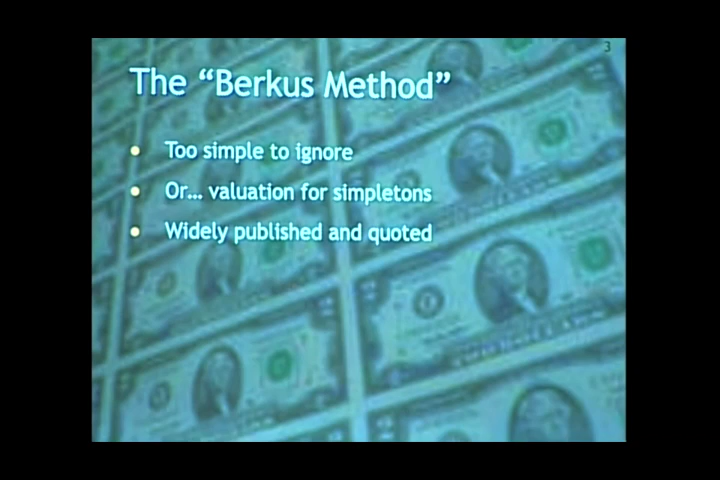 3
The “Berkus Method”
Too simple to ignore
Or... valuation for simpletons
Widely published and quoted